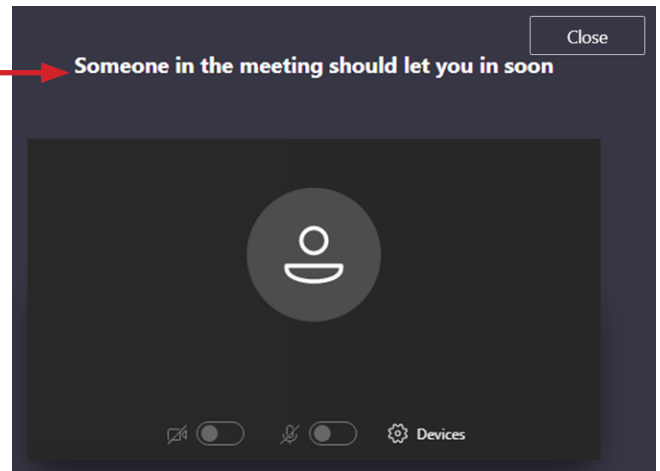 Close
Someone in the meeting should let you in soon
Devices